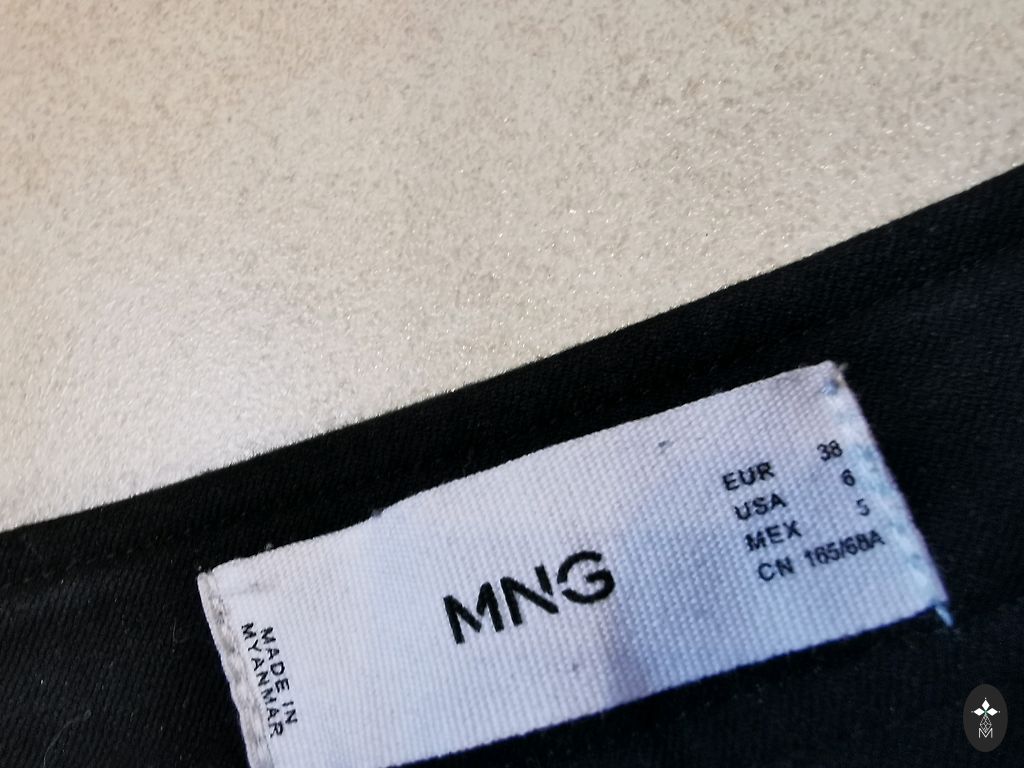 MADE IN
MYANMAR
MNG
EUR 38
USA 6
MEX 5
CN 165/68A
M